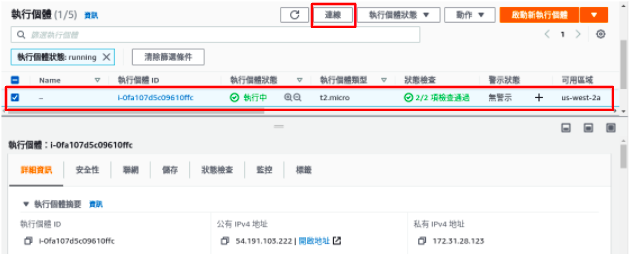 執行個體 (1/5) 資訊 連線 執行個體狀態 ▼ 動作 ▼ 啟動新執行個體 ▼
篩選執行個體 < 1 >
執行個體狀態: running × 清除篩選條件
Name 執行個體 ID 執行個體狀態 執行個體類型 狀態檢查 警示狀態 可用區域
– i-0fa107d5c09610ffc 執行中 t2.micro 2/2 項檢查通過 無警示 + us-west-2a
執行個體：i-0fa107d5c09610ffc
詳細資訊 安全性 聯網 儲存 狀態檢查 監控 標籤
▼ 執行個體摘要 資訊
執行個體 ID 公有 IPv4 地址 私有 IPv4 地址
i-0fa107d5c09610ffc 54.191.103.222 | 開啟地址 172.31.28.123